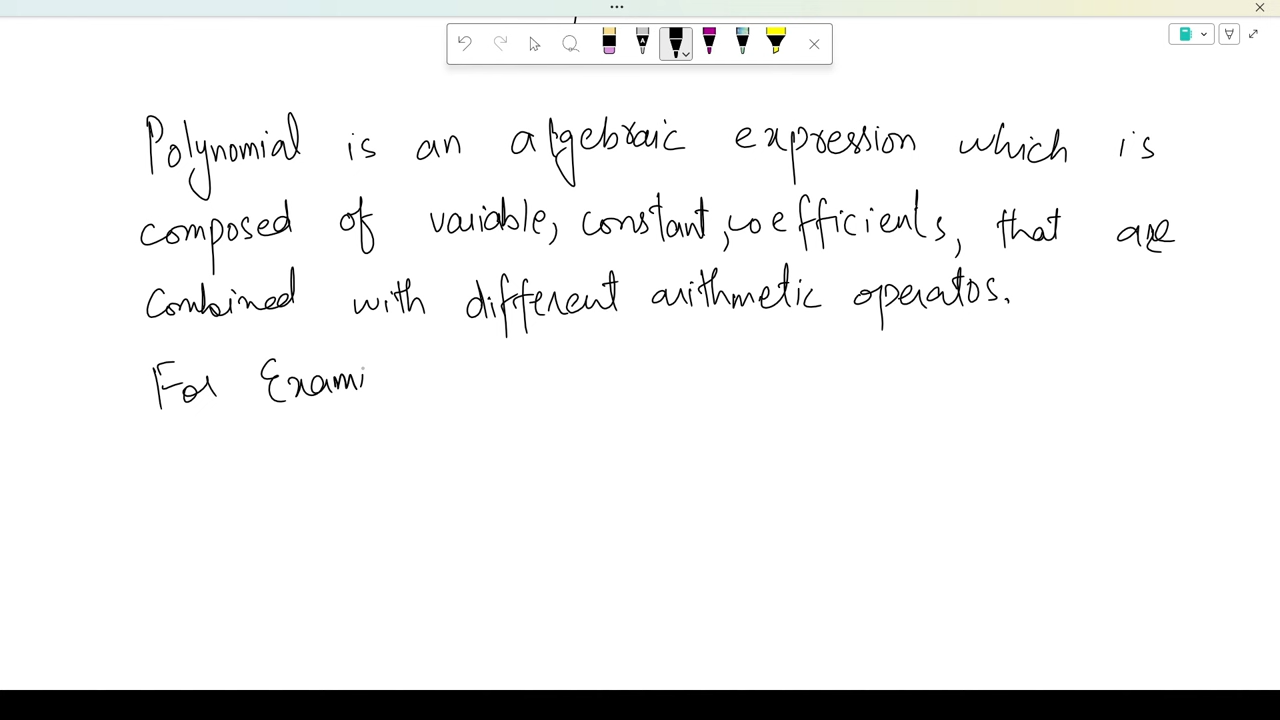 Polynomial is an algebraic expression which is
composed of variable, constant, coefficients, that are
combined with different arithmetic operatos.
For Exam